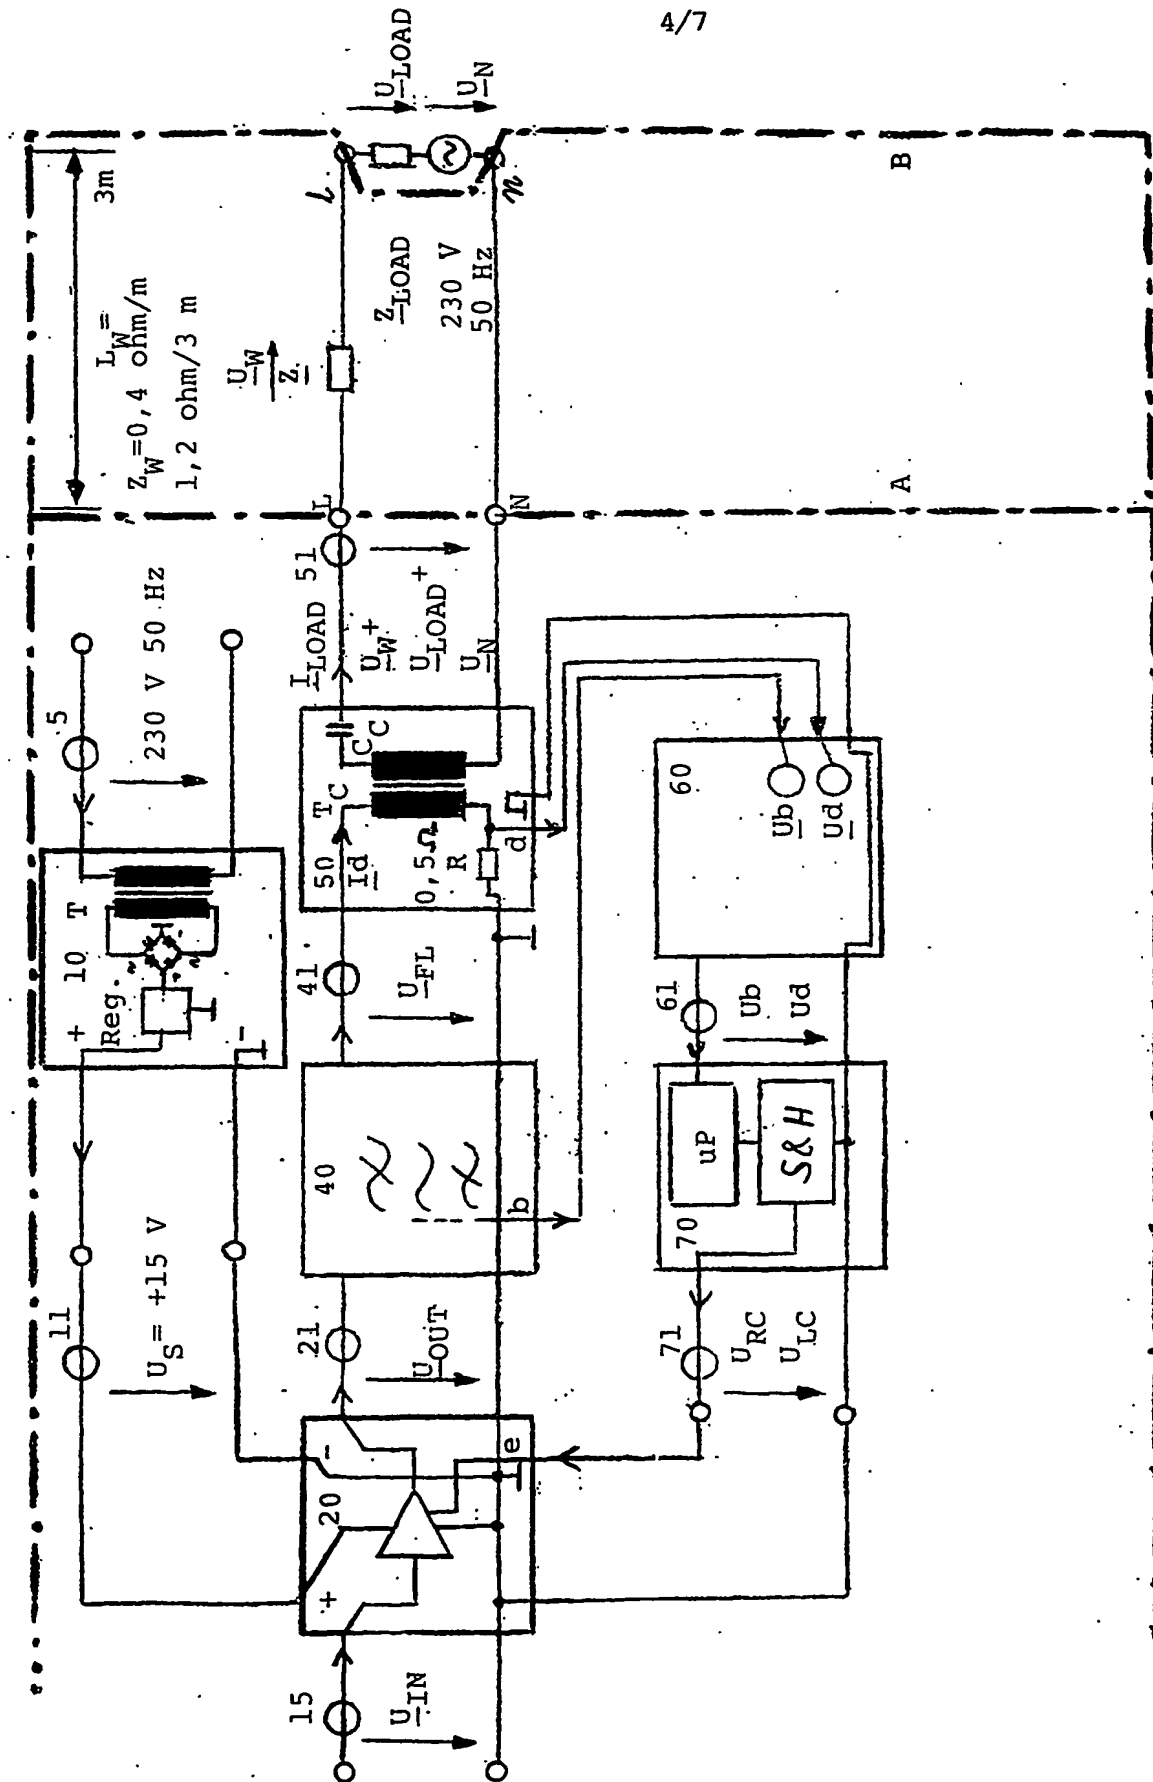 4/7
3m
L_W=
Z_W=0,4 ohm/m
1,2 ohm/3 m
U_LOAD
U_N
l
n
U_W
Z
Z_LOAD
230 V
50 Hz
B
A
L
N
5
230 V 50 Hz
10
T
Reg.
+
-
11
U_S= +15 V
51
I_LOAD
U_W+
U_LOAD+
U_N
50
T_C
C_C
Id
0,5Ω
R
d
41
U_FL
40
b
21
U_OUT
20
+
-
e
15
U_IN
60
Ub
Ud
61
Ub
Ud
70
uP
S&H
71
U_RC
U_LC